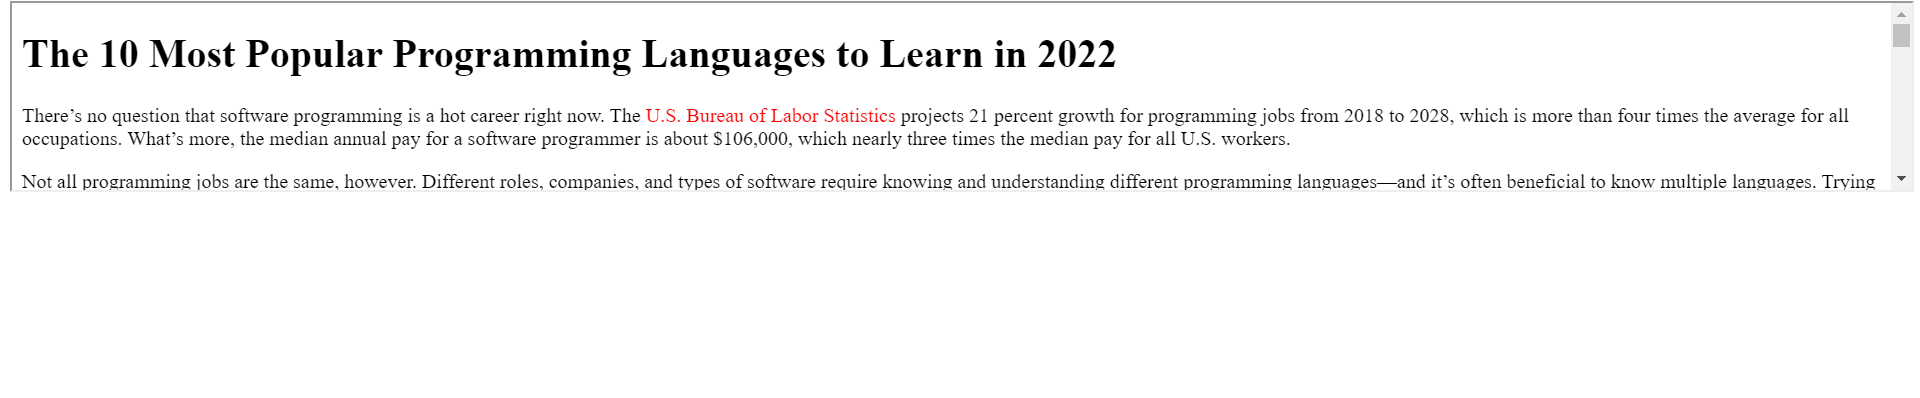 The 10 Most Popular Programming Languages to Learn in 2022
There’s no question that software programming is a hot career right now. The U.S. Bureau of Labor Statistics projects 21 percent growth for programming jobs from 2018 to 2028, which is more than four times the average for all
occupations. What’s more, the median annual pay for a software programmer is about $106,000, which nearly three times the median pay for all U.S. workers.
Not all programming jobs are the same, however. Different roles, companies, and types of software require knowing and understanding different programming languages—and it’s often beneficial to know multiple languages. Trying